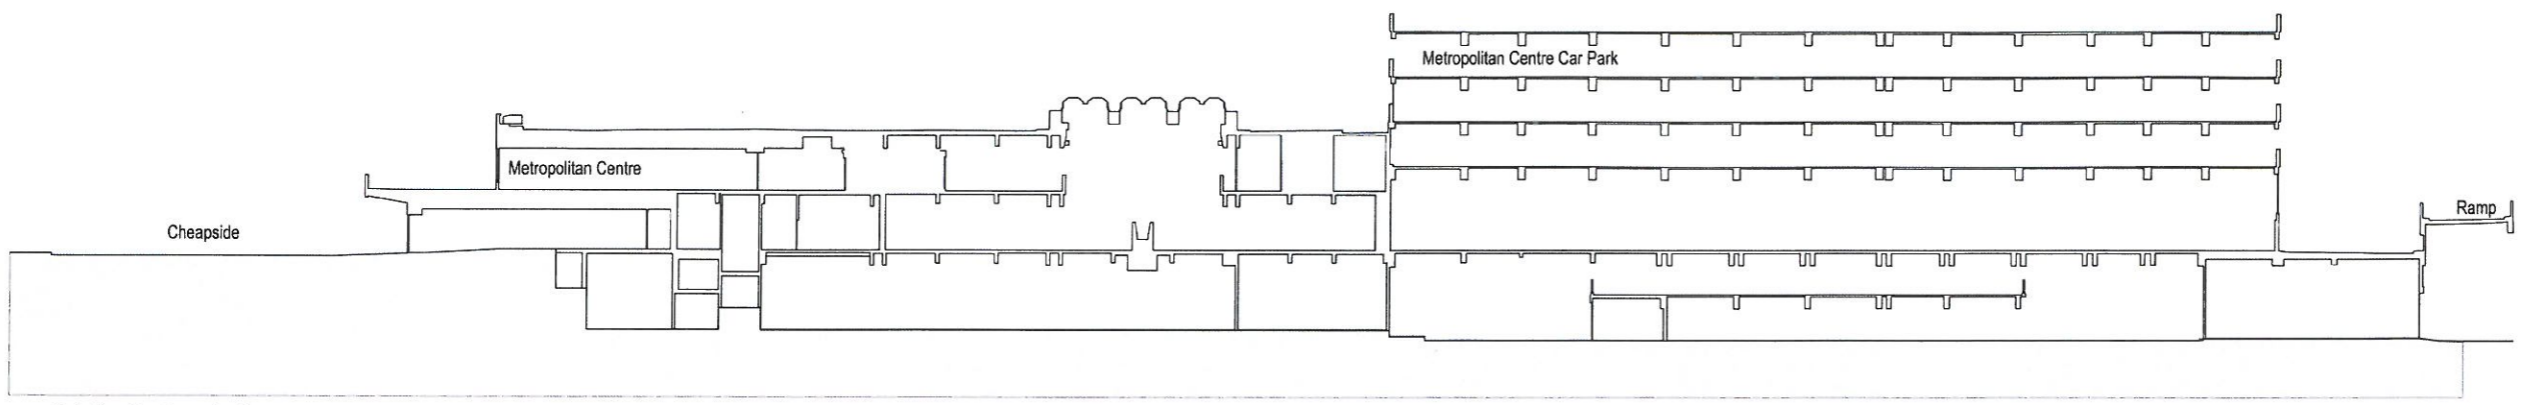 Metropolitan Centre Car Park
Metropolitan Centre
Cheapside
Ramp